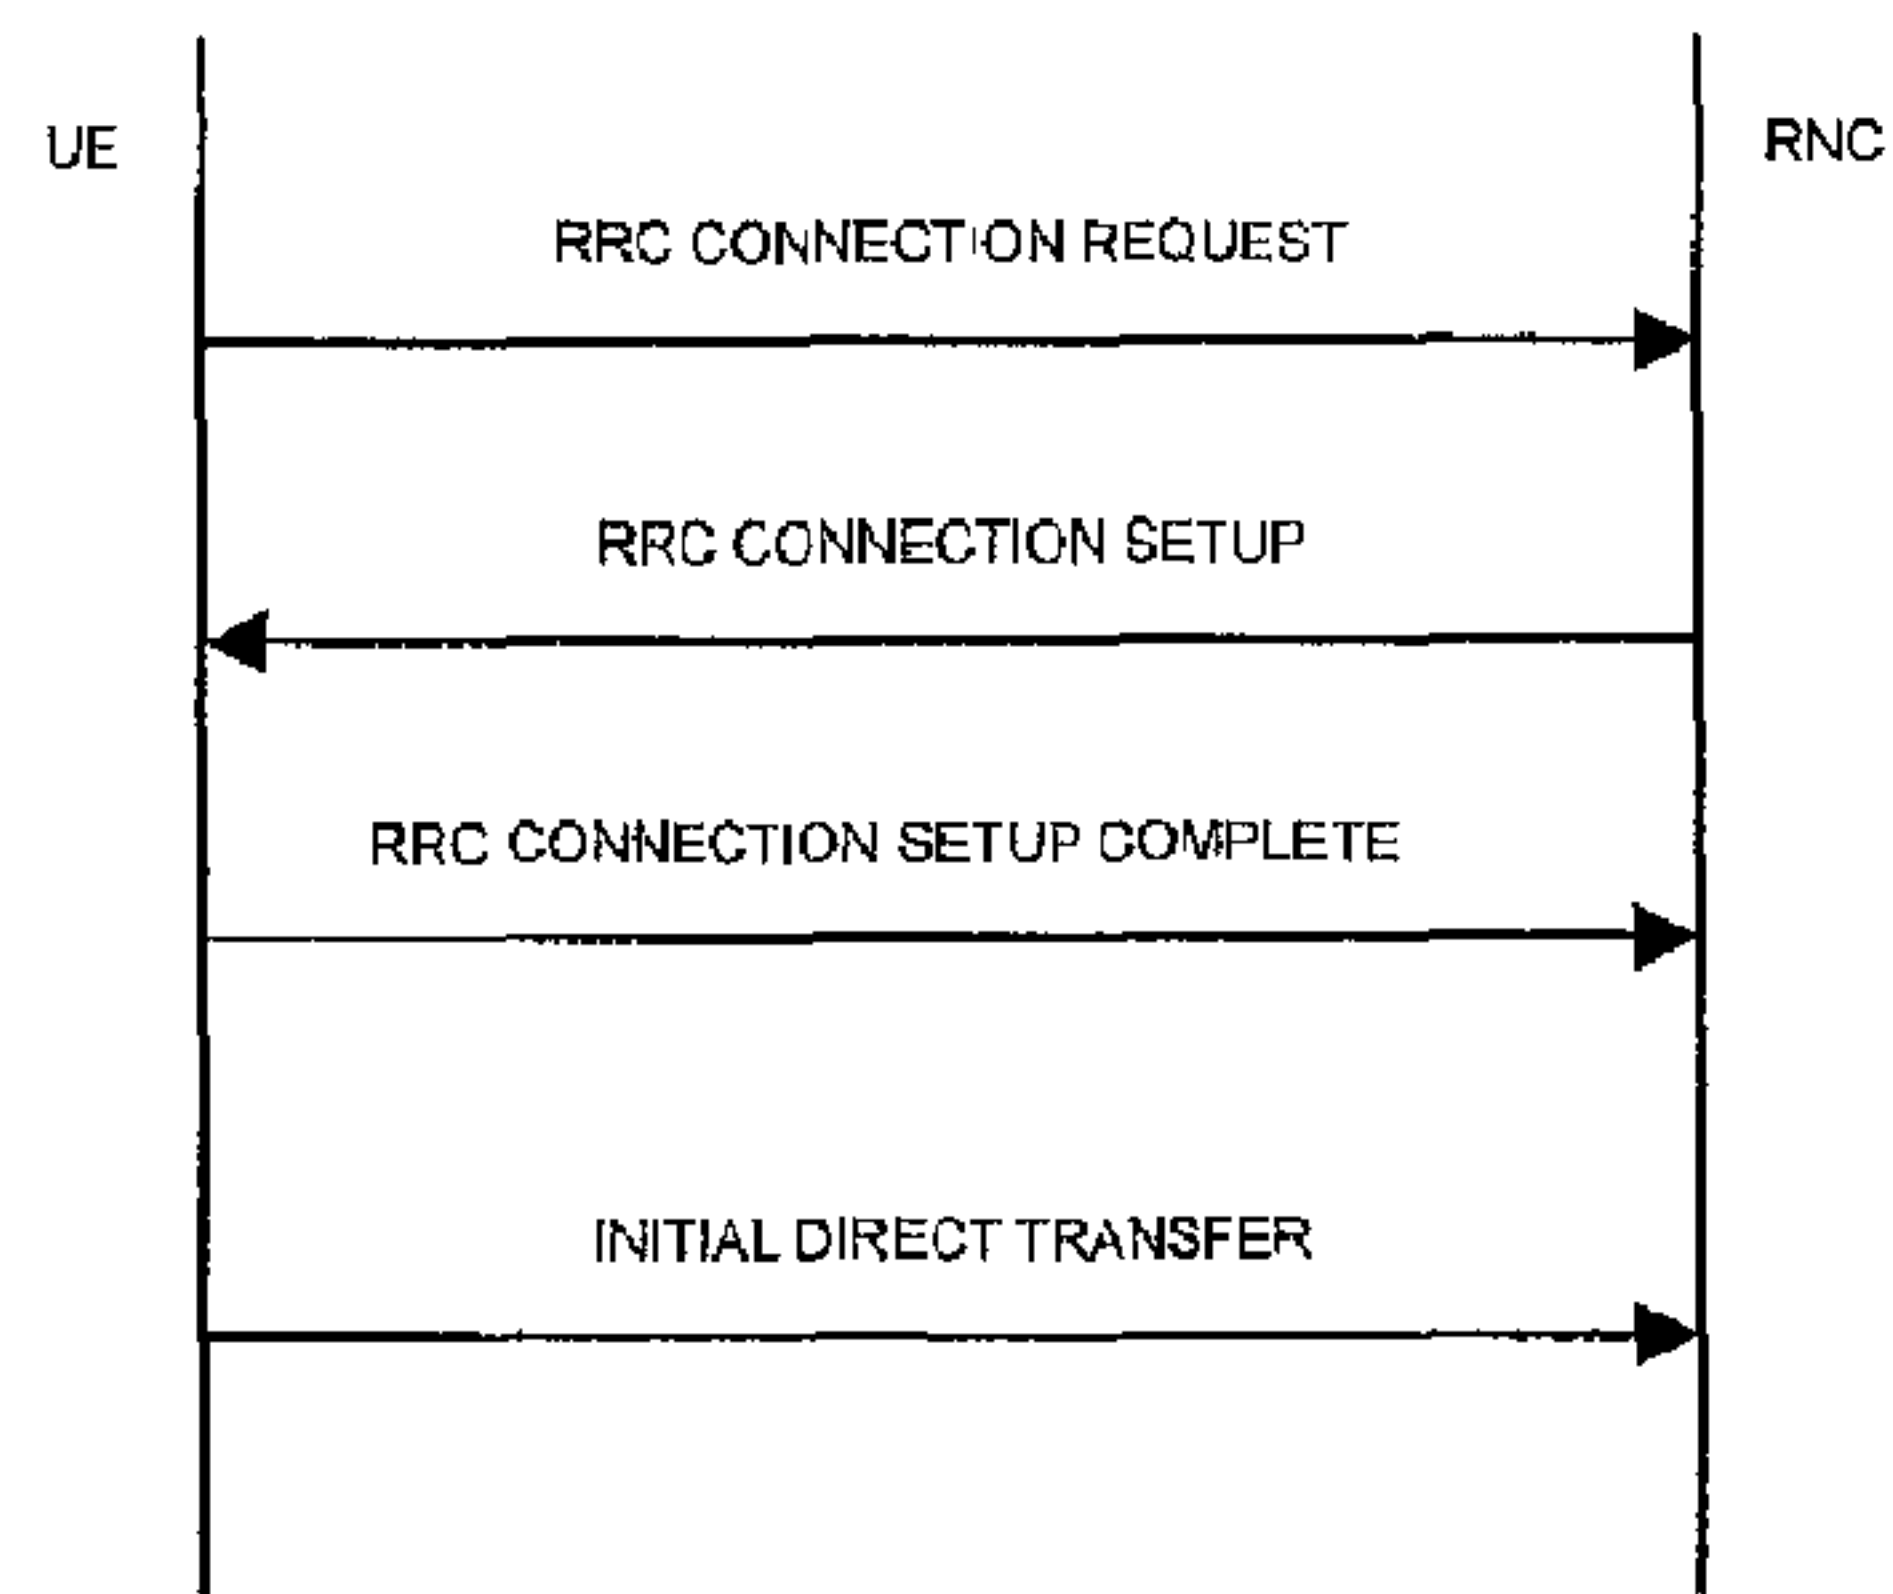 UE
RNC
RRC CONNECTION REQUEST
RRC CONNECTION SETUP
RRC CONNECTION SETUP COMPLETE
INITIAL DIRECT TRANSFER